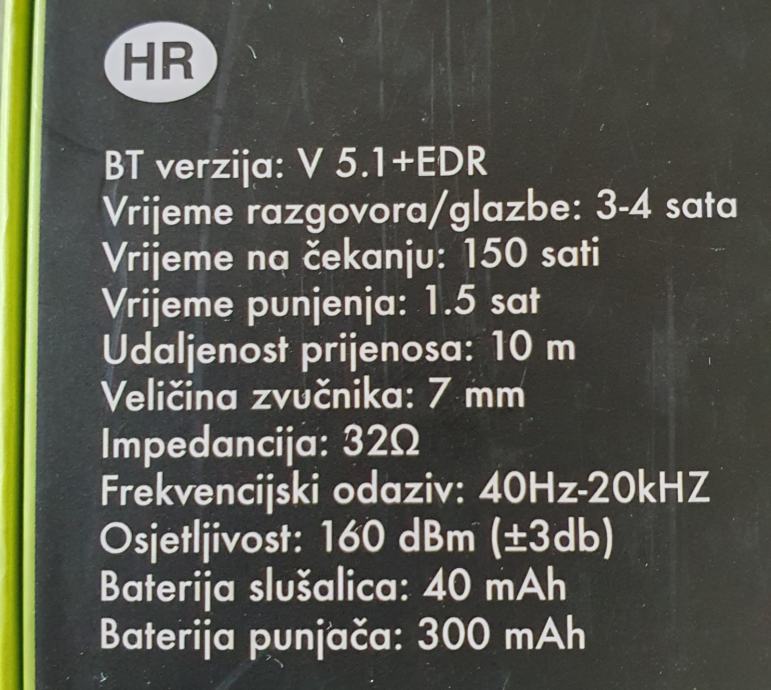 HR
BT verzija: V 5.1+EDR
Vrijeme razgovora/glazbe: 3-4 sata
Vrijeme na čekanju: 150 sati
Vrijeme punjenja: 1.5 sat
Udaljenost prijenosa: 10 m
Veličina zvučnika: 7 mm
Impedancija: 32Ω
Frekvencijski odaziv: 40Hz-20kHZ
Osjetljivost: 160 dBm (±3db)
Baterija slušalica: 40 mAh
Baterija punjača: 300 mAh